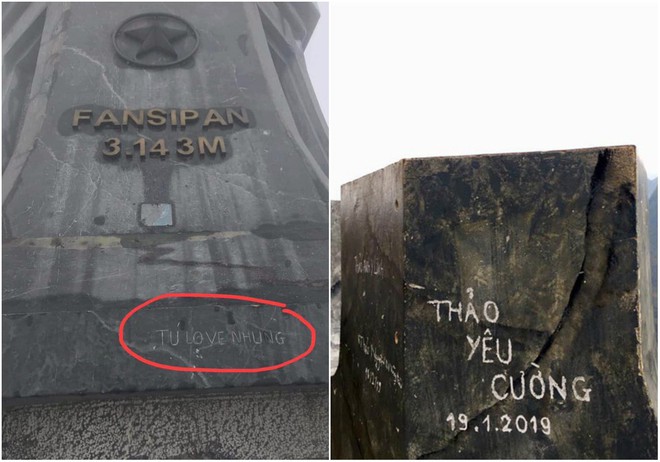 FANSIPAN
3.143M
TÚ LOVE NHUNG
THẢO
YÊU
CƯỜNG
19.1.2019